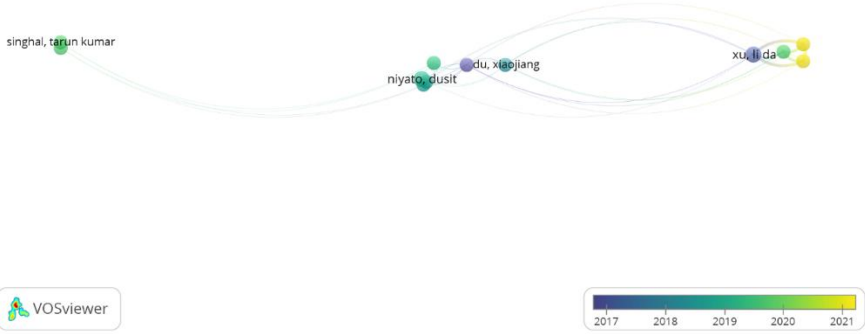 singhal, tarun kumar
niyato, dusit
du, xiaojiang
xu, li da
VOSviewer
2017 2018 2019 2020 2021